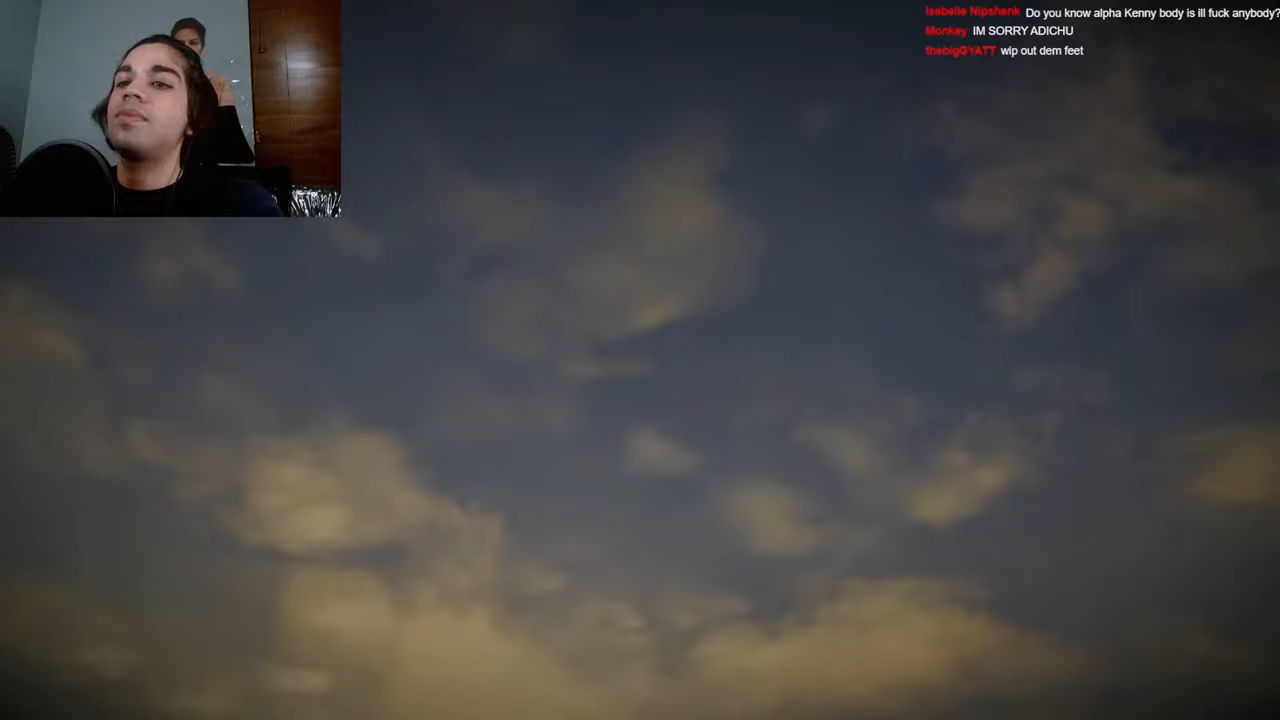 Isabelle Nipshank Do you know alpha Kenny body is ill fuck anybody?
Monkey IM SORRY ADICHU
thebigGYATT wip out dem feet